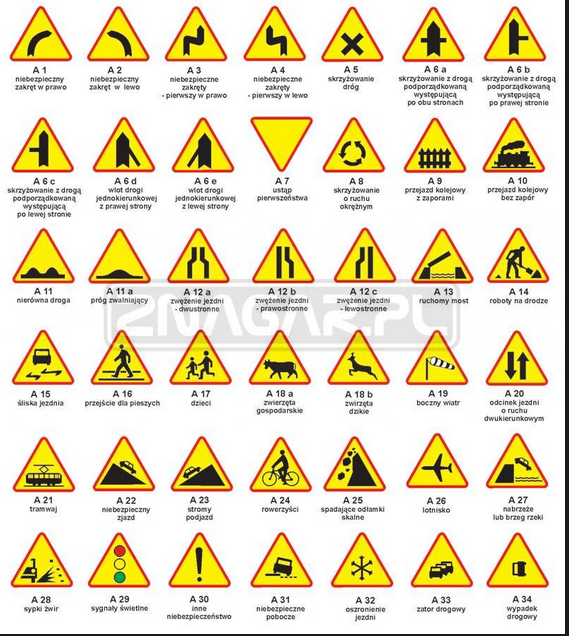 A 1
niebezpieczny
zakręt w prawo
A 2
niebezpieczny
zakręt w lewo
A 3
niebezpieczne
zakręty
- pierwszy w prawo
A 4
niebezpieczne
zakręty
- pierwszy w lewo
A 5
skrzyżowanie
dróg
A 6 a
skrzyżowanie z drogą
podporządkowaną
występującą
po obu stronach
A 6 b
skrzyżowanie z drogą
podporządkowaną
występującą
po prawej stronie
A 6 c
skrzyżowanie z drogą
podporządkowaną
występującą
po lewej stronie
A 6 d
wlot drogi
jednokierunkowej
z prawej strony
A 6 e
wlot drogi
jednokierunkowej
z lewej strony
A 7
ustąp
pierwszeństwa
A 8
skrzyżowanie
o ruchu
okrężnym
A 9
przejazd kolejowy
z zaporami
A 10
przejazd kolejowy
bez zapór
A 11
nierówna droga
A 11 a
próg zwalniający
A 12 a
zwężenie jezdni
- dwustronne
A 12 b
zwężenie jezdni
- prawostronne
A 12 c
zwężenie jezdni
- lewostronne
A 13
ruchomy most
A 14
roboty na drodze
ZNAGAR.PL
A 15
śliska jezdnia
A 16
przejście dla pieszych
A 17
dzieci
A 18 a
zwierzęta
gospodarskie
A 18 b
zwirzęta
dzikie
A 19
boczny wiatr
A 20
odcinek jezdni
o ruchu
dwukierunkowym
A 21
tramwaj
A 22
niebezpieczny
zjazd
A 23
stromy
podjazd
A 24
rowerzyści
A 25
spadające odłamki
skalne
A 26
lotnisko
A 27
nabrzeże
lub brzeg rzeki
A 28
sypki żwir
A 29
sygnały świetlne
A 30
inne
niebezpieczeństwo
A 31
niebezpieczne
pobocze
A 32
oszronienie
jezdni
A 33
zator drogowy
A 34
wypadek
drogowy